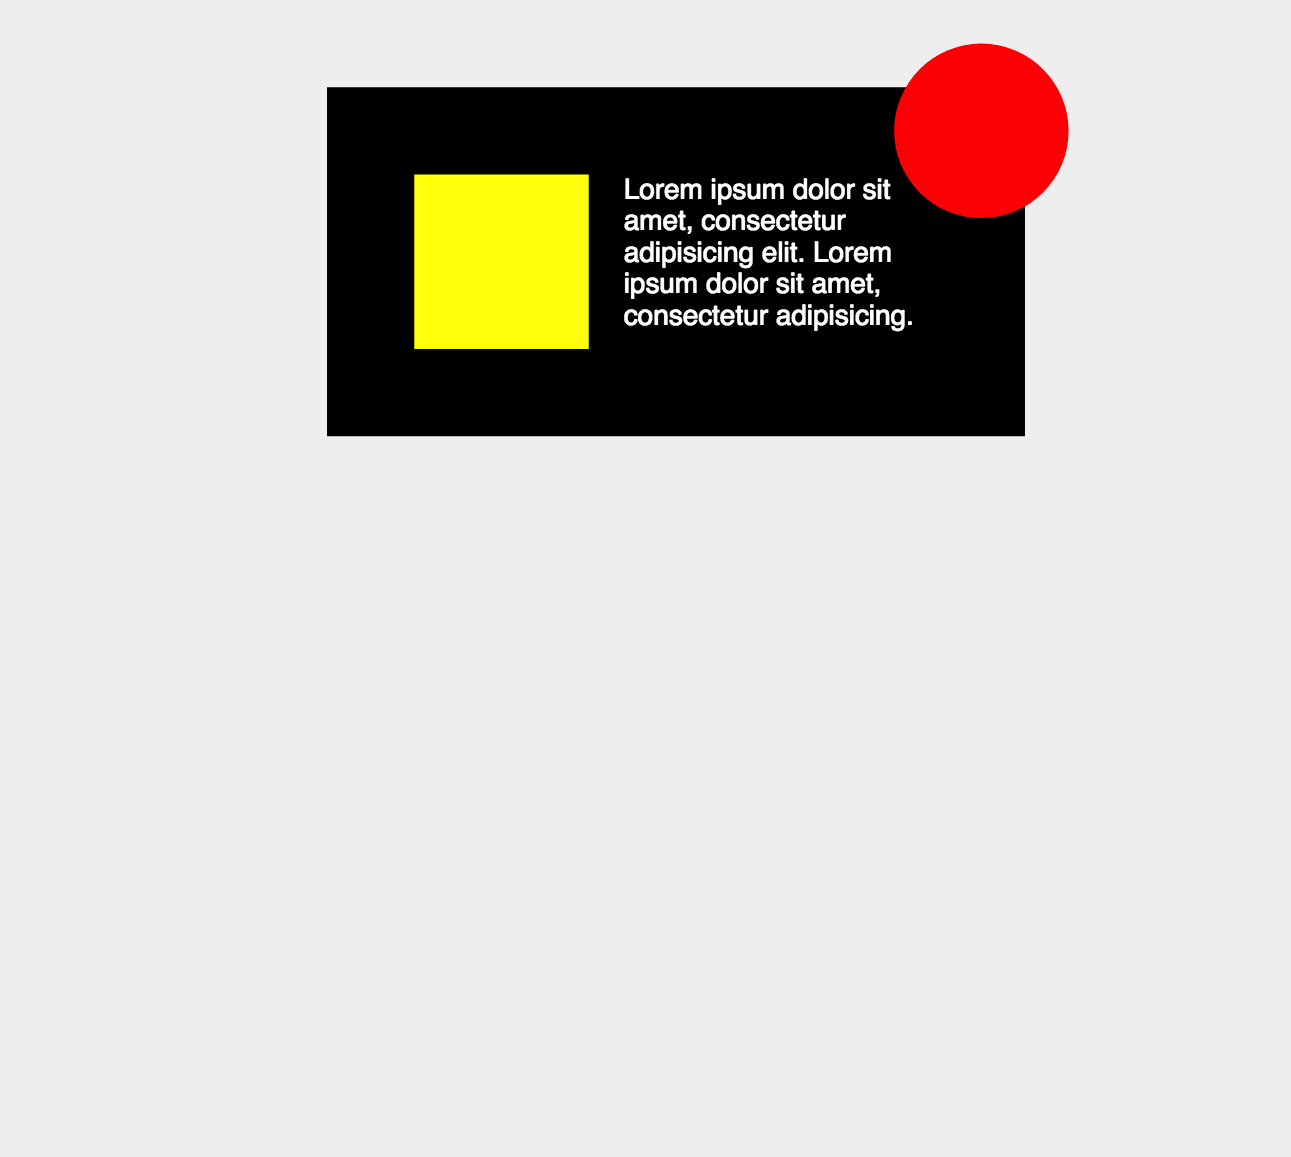 Lorem ipsum dolor sit
amet, consectetur
adipisicing elit. Lorem
ipsum dolor sit amet,
consectetur adipisicing.